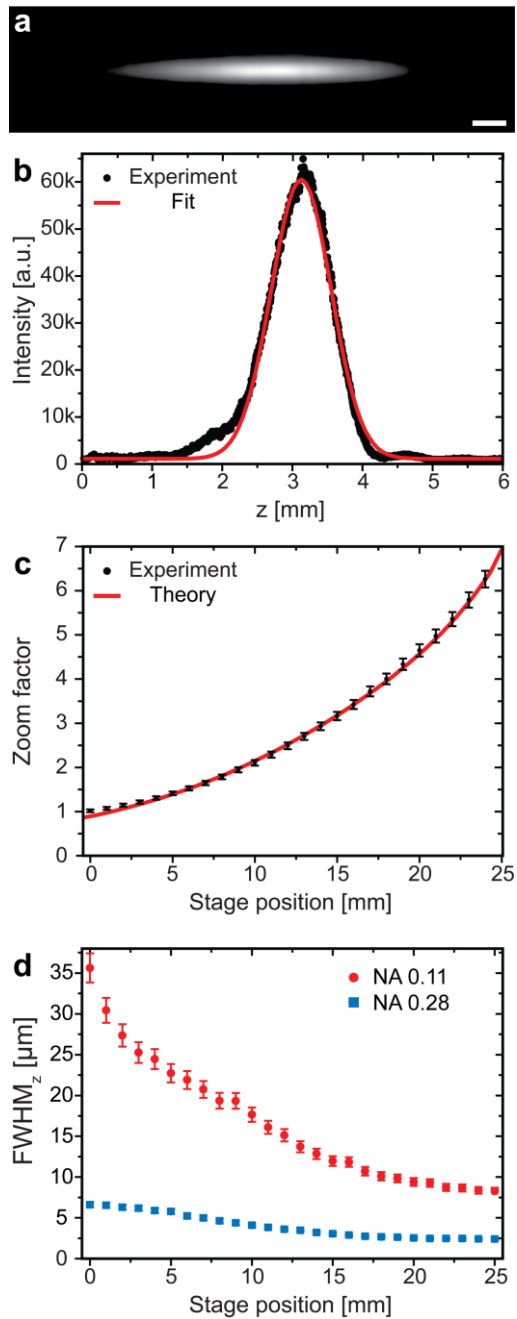 a
b
Experiment
Fit
60k
50k
40k
30k
20k
10k
0
Intensity [a.u.]
0 1 2 3 4 5 6
z [mm]
c
Experiment
Theory
7
6
5
4
3
2
1
0
Zoom factor
0 5 10 15 20 25
Stage position [mm]
d
NA 0.11
NA 0.28
35
30
25
20
15
10
5
0
FWHMz [µm]
0 5 10 15 20 25
Stage position [mm]